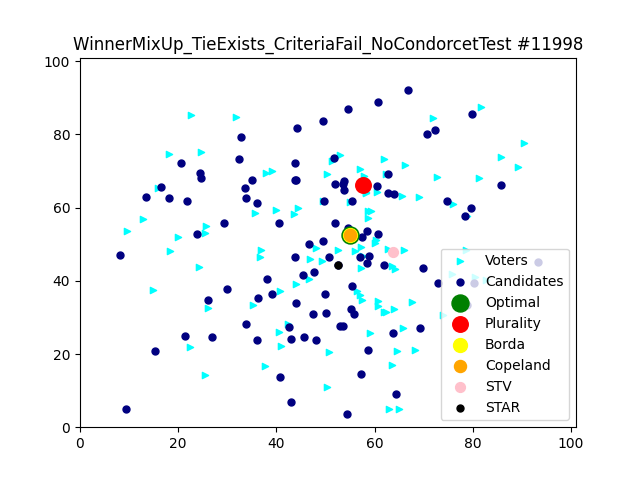 WinnerMixUp_TieExists_CriteriaFail_NoCondorcetTest #11998
100
80
60
40
20
0
0 20 40 60 80 100
Voters
Candidates
Optimal
Plurality
Borda
Copeland
STV
STAR